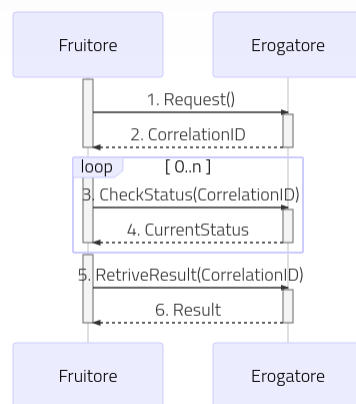 Fruitore Erogatore
1. Request()
2. CorrelationID
loop [ 0..n ]
3. CheckStatus(CorrelationID)
4. CurrentStatus
5. RetriveResult(CorrelationID)
6. Result
Fruitore Erogatore